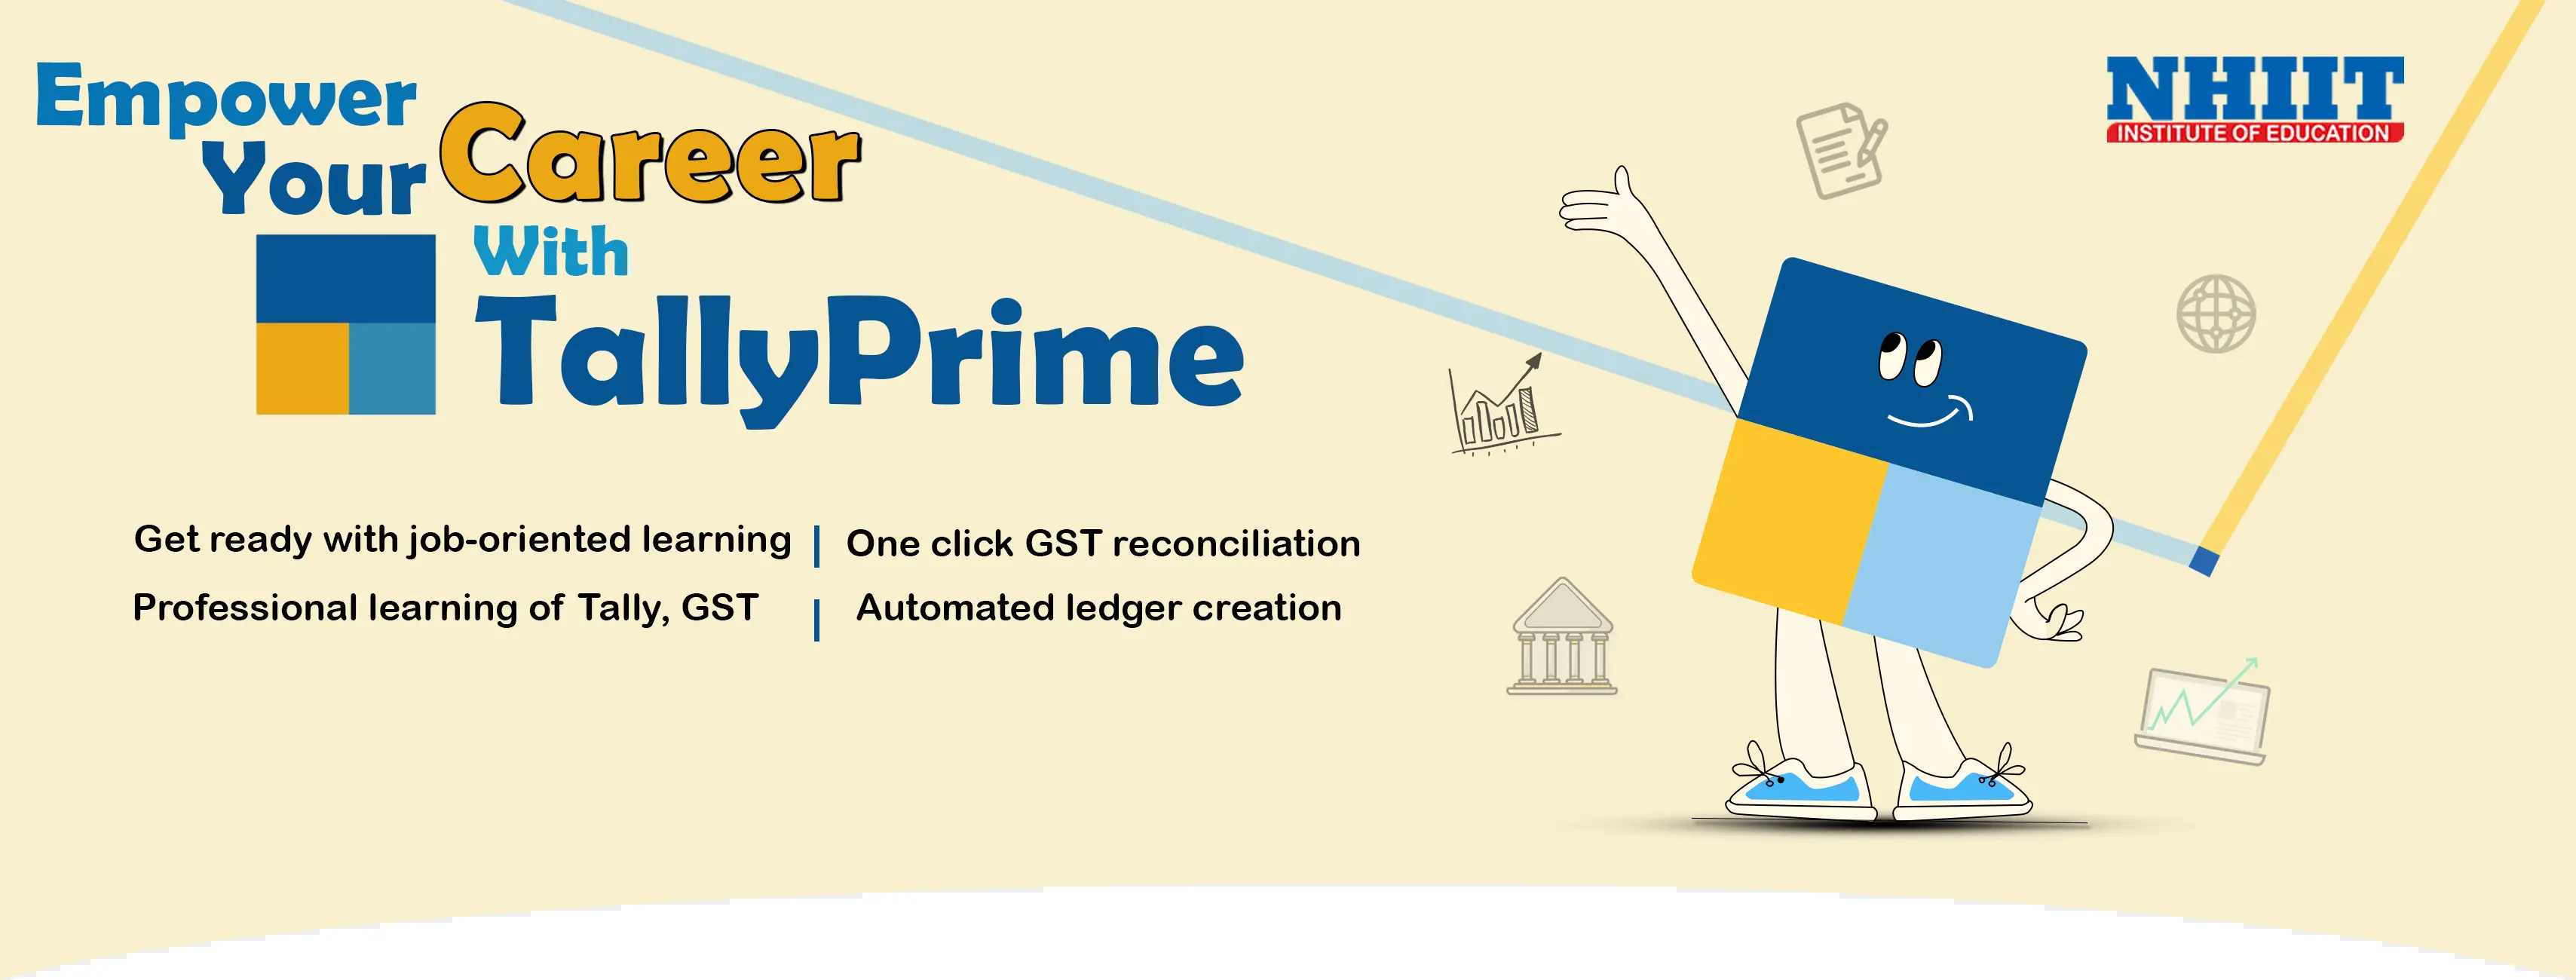 Empower
Your Career
With
TallyPrime
NHIIT
INSTITUTE OF EDUCATION
Get ready with job-oriented learning | One click GST reconciliation
Professional learning of Tally, GST | Automated ledger creation